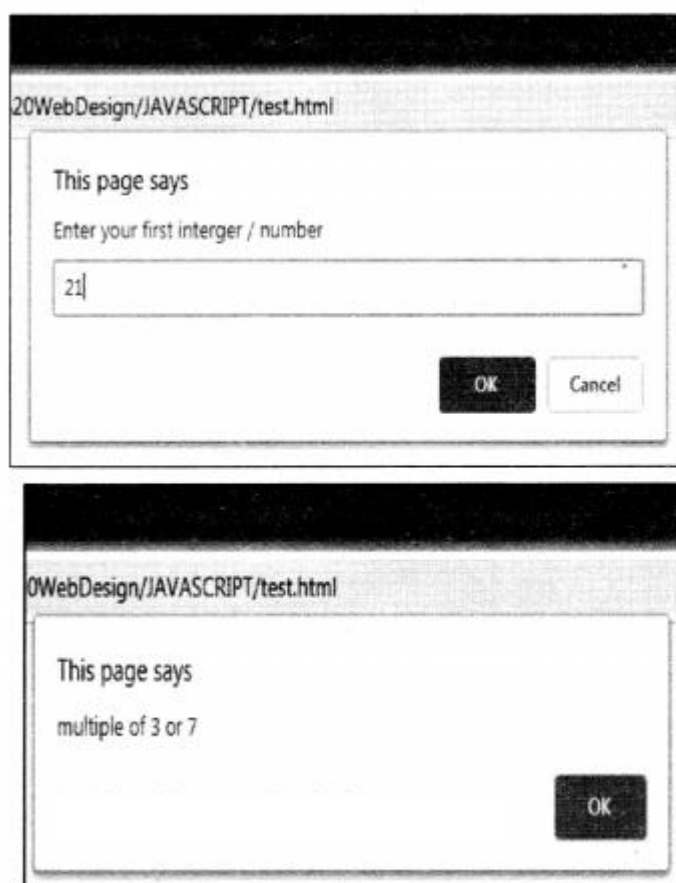 20WebDesign/JAVASCRIPT/test.html
This page says
Enter your first interger / number
21
OK
Cancel
0WebDesign/JAVASCRIPT/test.html
This page says
multiple of 3 or 7
OK